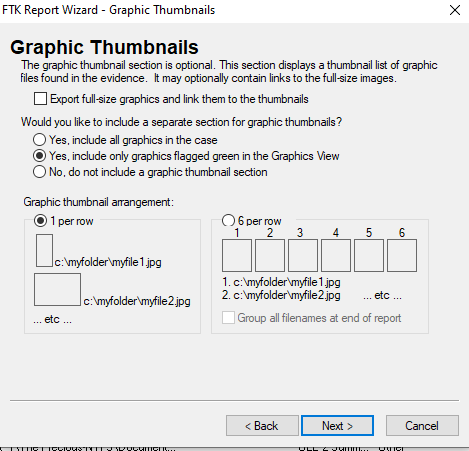 FTK Report Wizard - Graphic Thumbnails
Graphic Thumbnails
The graphic thumbnail section is optional. This section displays a thumbnail list of graphic
files found in the evidence. It may optionally contain links to the full-size images.
Export full-size graphics and link them to the thumbnails
Would you like to include a separate section for graphic thumbnails?
Yes, include all graphics in the case
Yes, include only graphics flagged green in the Graphics View
No, do not include a graphic thumbnail section
Graphic thumbnail arrangement:
1 per row
c:\myfolder\myfile1.jpg
c:\myfolder\myfile2.jpg
... etc ...
6 per row
1 2 3 4 5 6
1. c:\myfolder\myfile1.jpg
2. c:\myfolder\myfile2.jpg ... etc ...
Group all filenames at end of report
< Back Next > Cancel